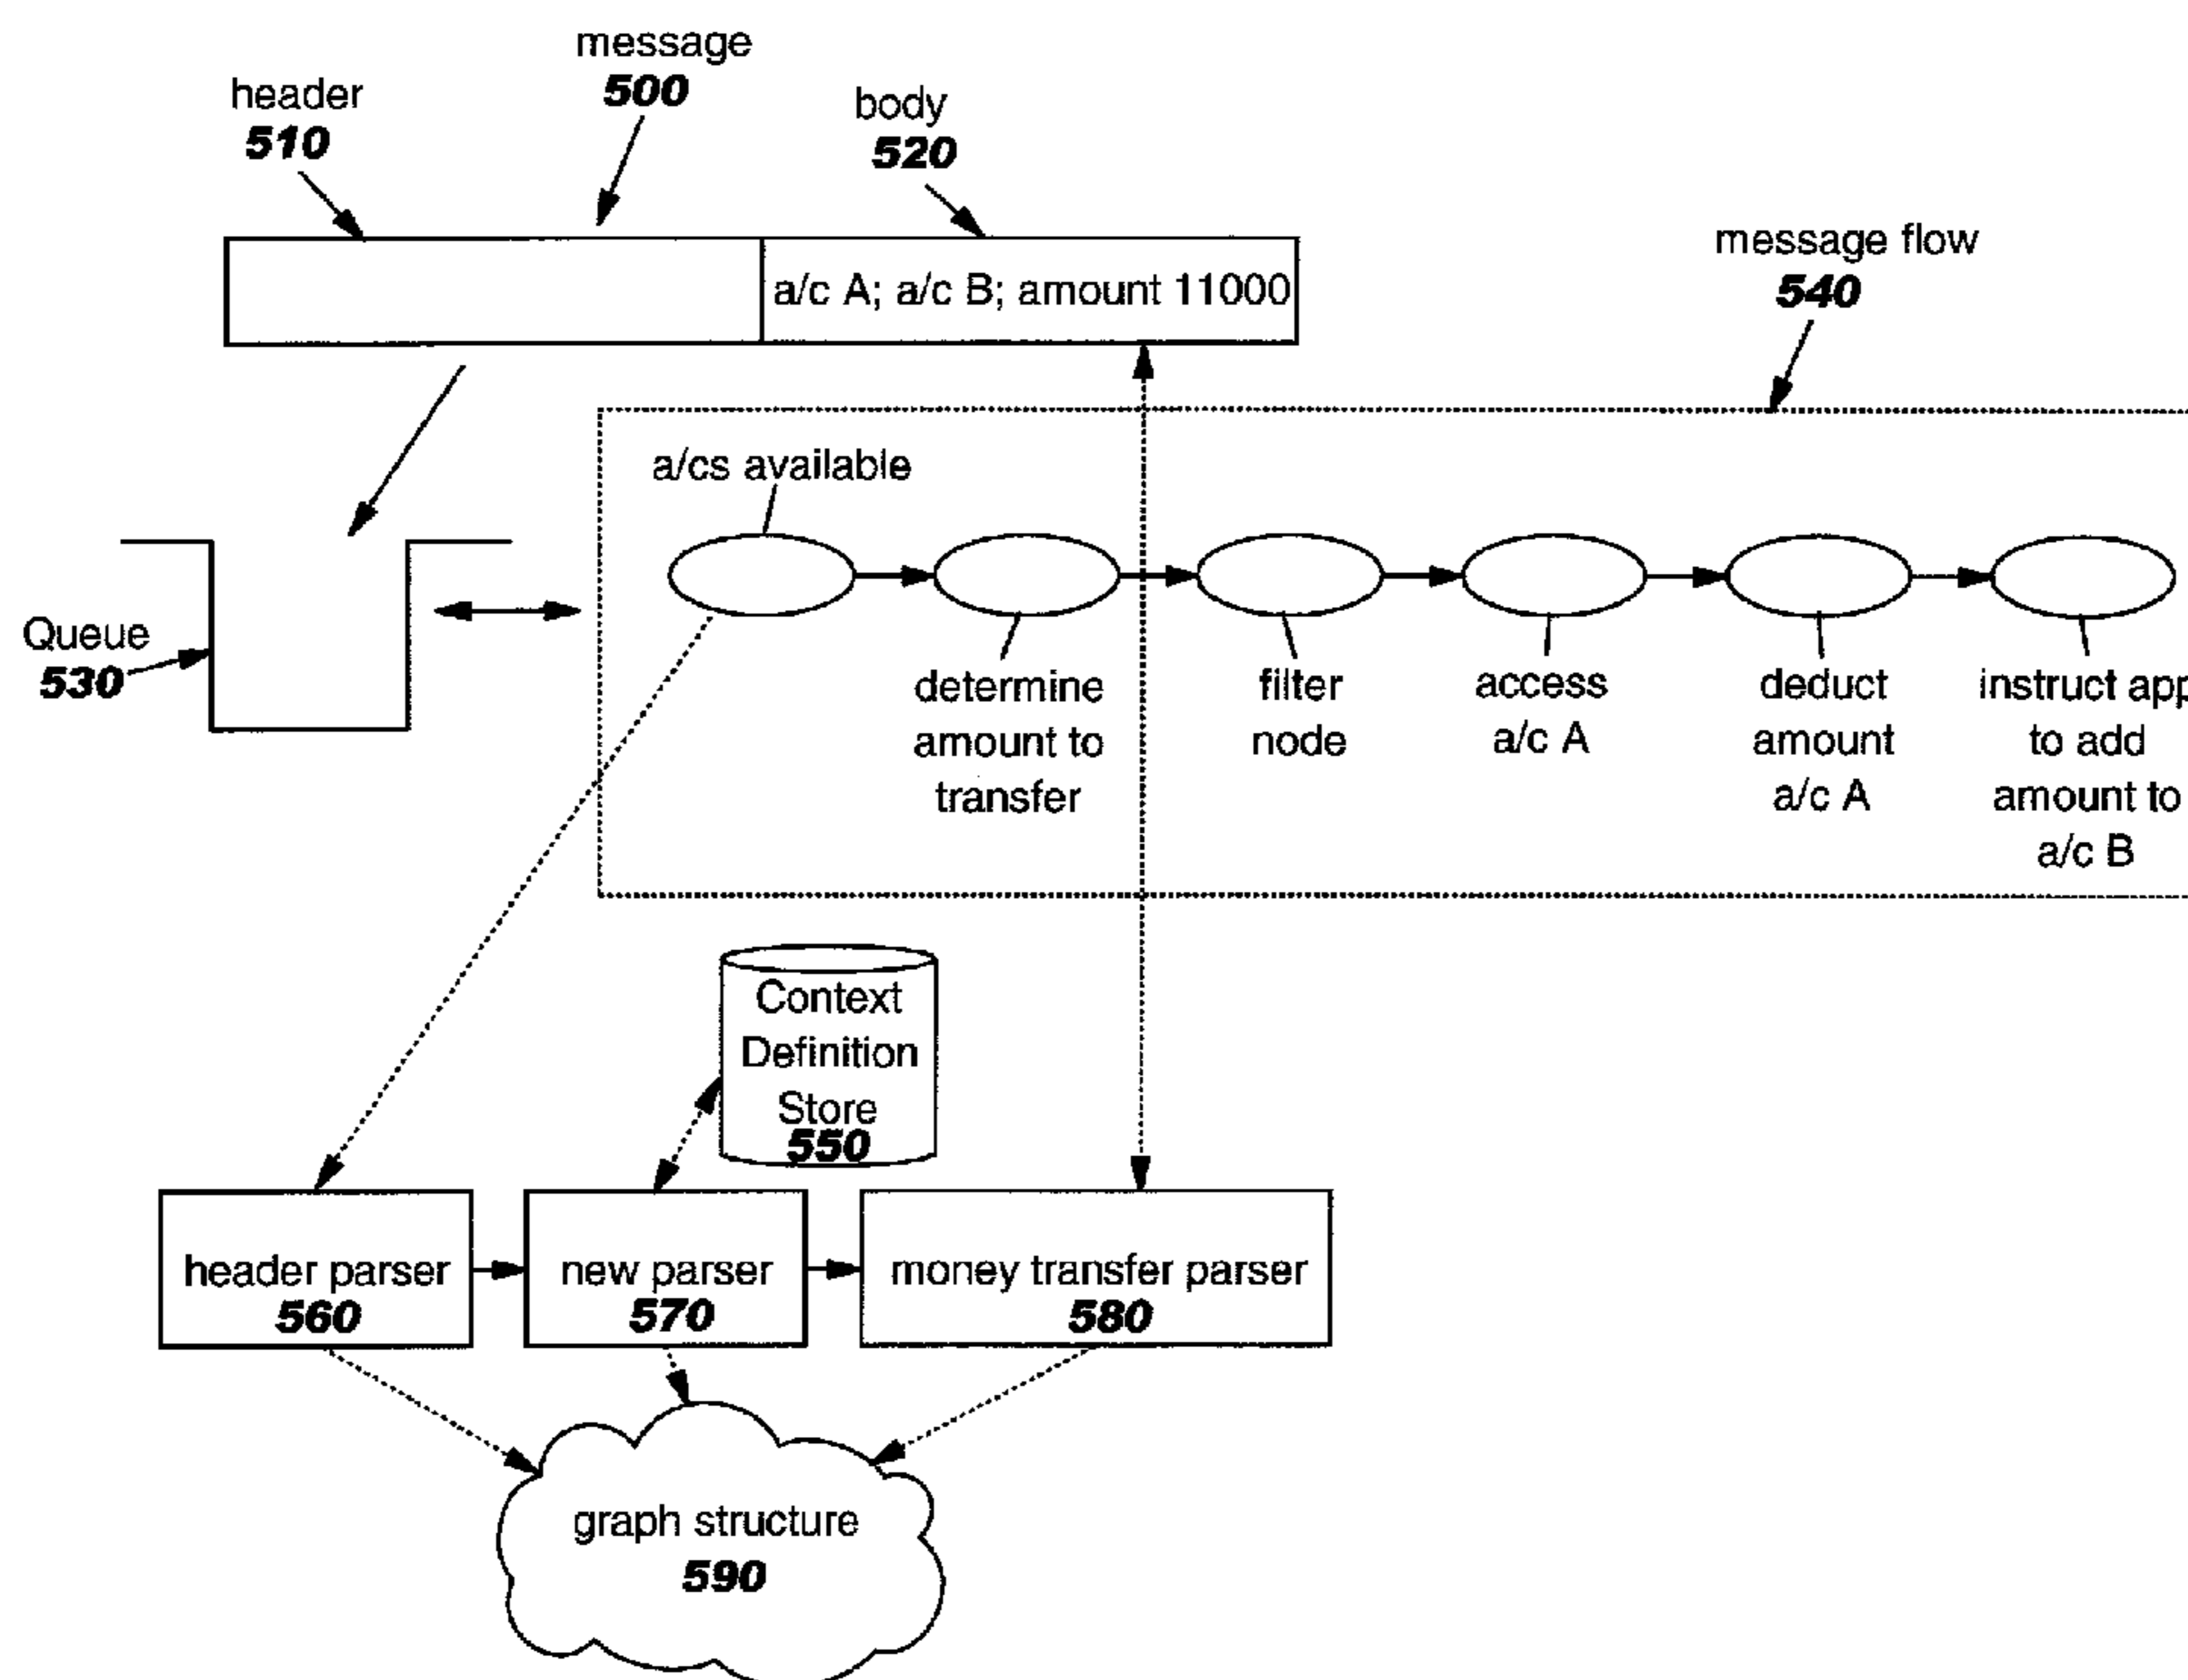 message
500
header
510
body
520
a/c A; a/c B; amount 11000
message flow
540
a/cs available
Queue
530
determine
amount to
transfer
filter
node
access
a/c A
deduct
amount
a/c A
instruct app
to add
amount to
a/c B
Context
Definition
Store
550
header parser
560
new parser
570
money transfer parser
580
graph structure
590